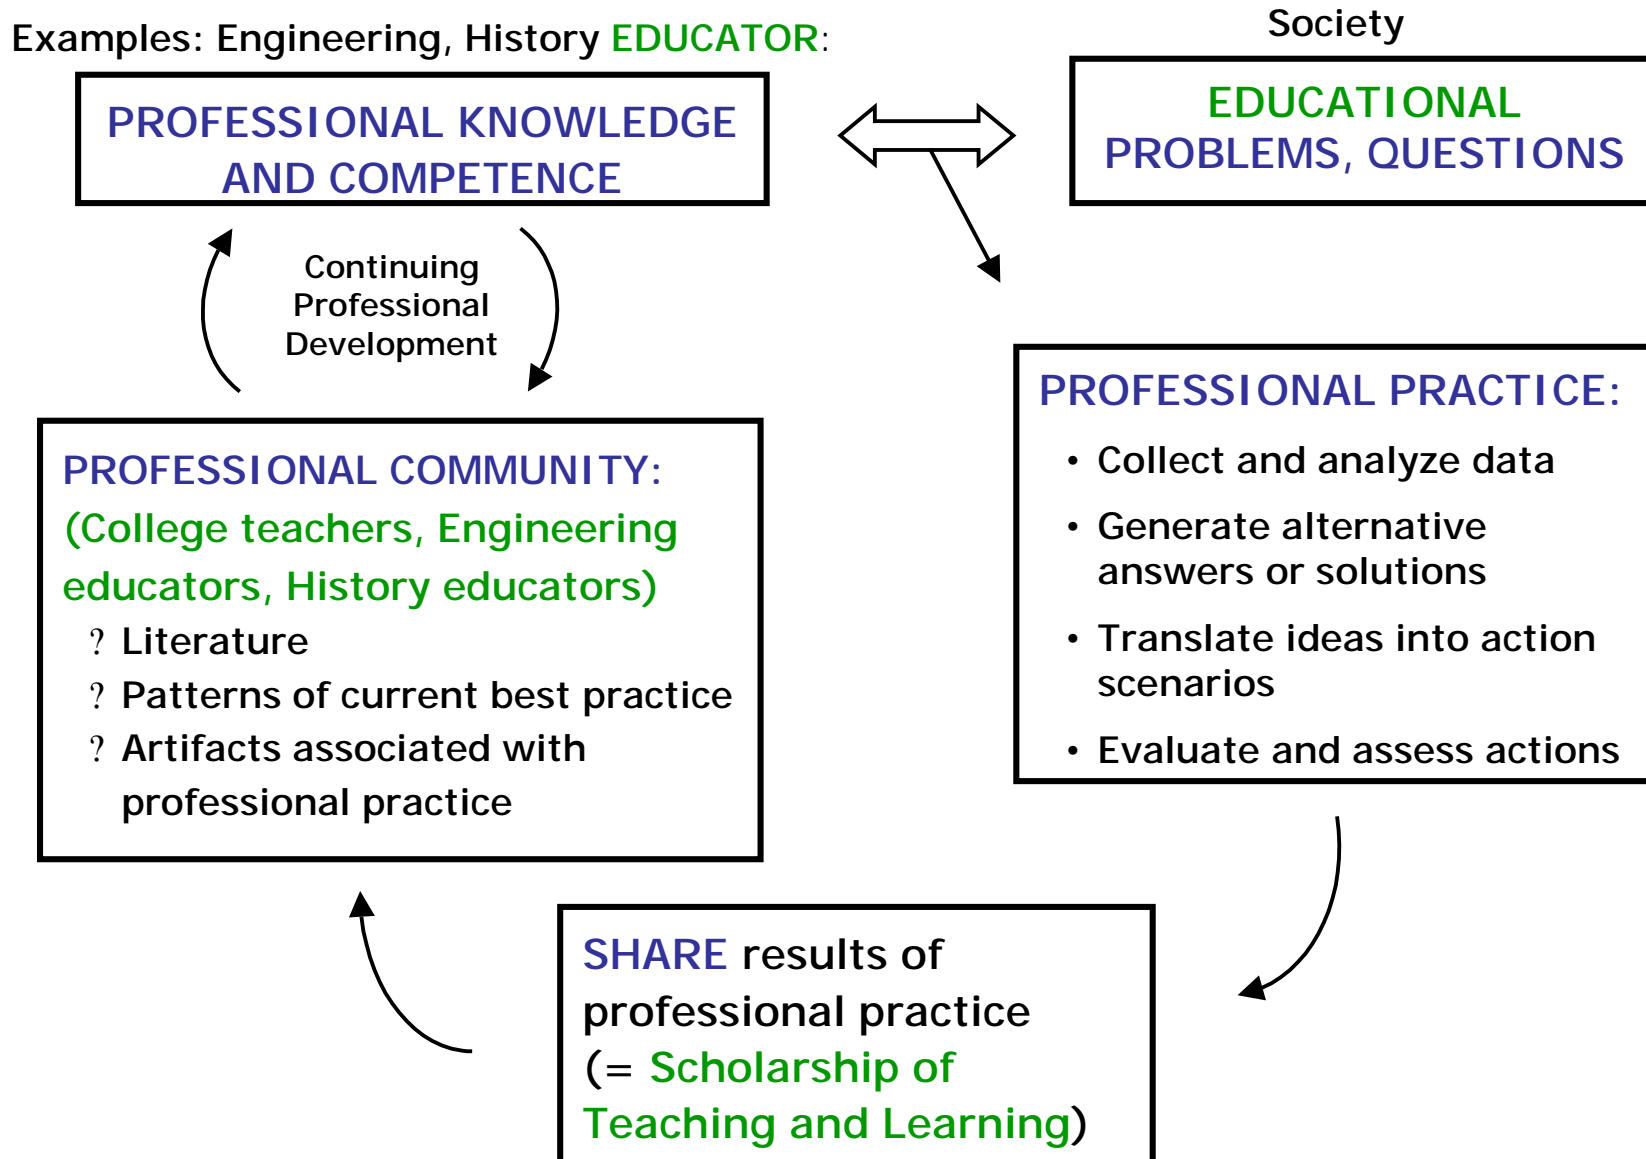 Examples: Engineering, History EDUCATOR:
Society
PROFESSIONAL KNOWLEDGE
AND COMPETENCE
EDUCATIONAL
PROBLEMS, QUESTIONS
Continuing
Professional
Development
PROFESSIONAL COMMUNITY:
(College teachers, Engineering
educators, History educators)
? Literature
? Patterns of current best practice
? Artifacts associated with
professional practice
PROFESSIONAL PRACTICE:
• Collect and analyze data
• Generate alternative
answers or solutions
• Translate ideas into action
scenarios
• Evaluate and assess actions
SHARE results of
professional practice
(= Scholarship of
Teaching and Learning)